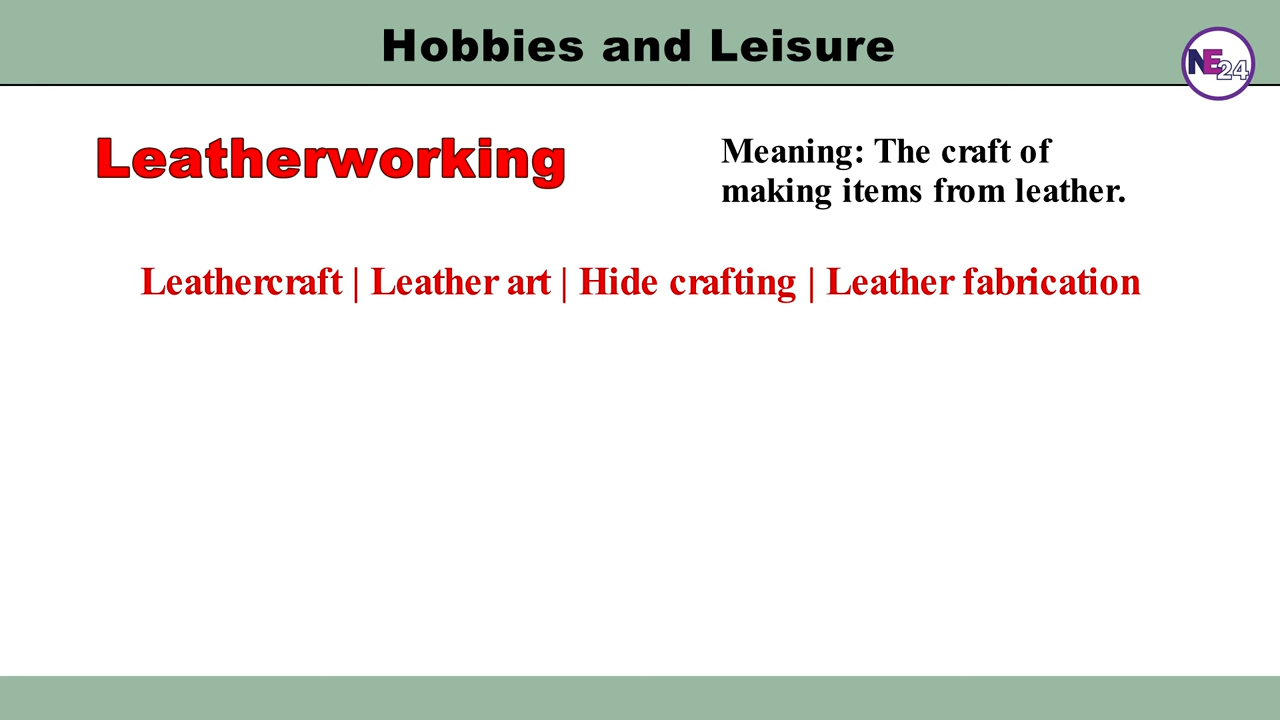 Hobbies and Leisure
NE24
Leatherworking
Meaning: The craft of
making items from leather.
Leathercraft | Leather art | Hide crafting | Leather fabrication